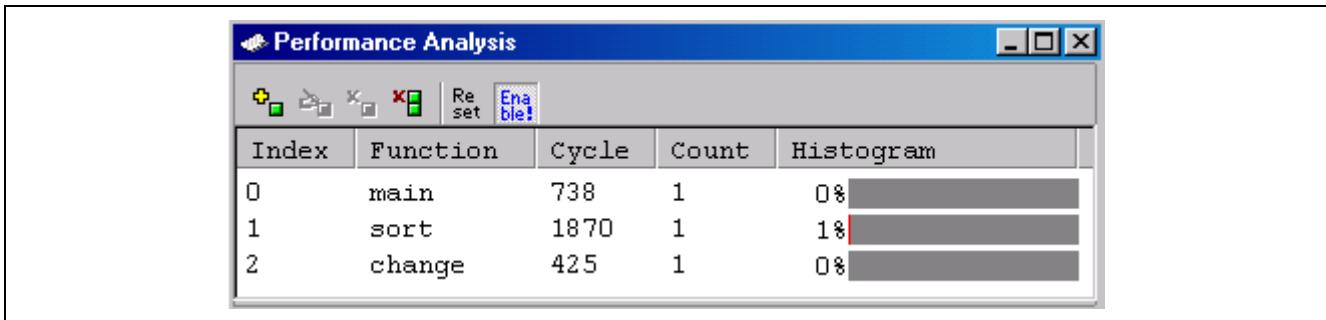 Performance Analysis
Re
set
Ena
ble!
Index Function Cycle Count Histogram
0 main 738 1 0%
1 sort 1870 1 1%
2 change 425 1 0%